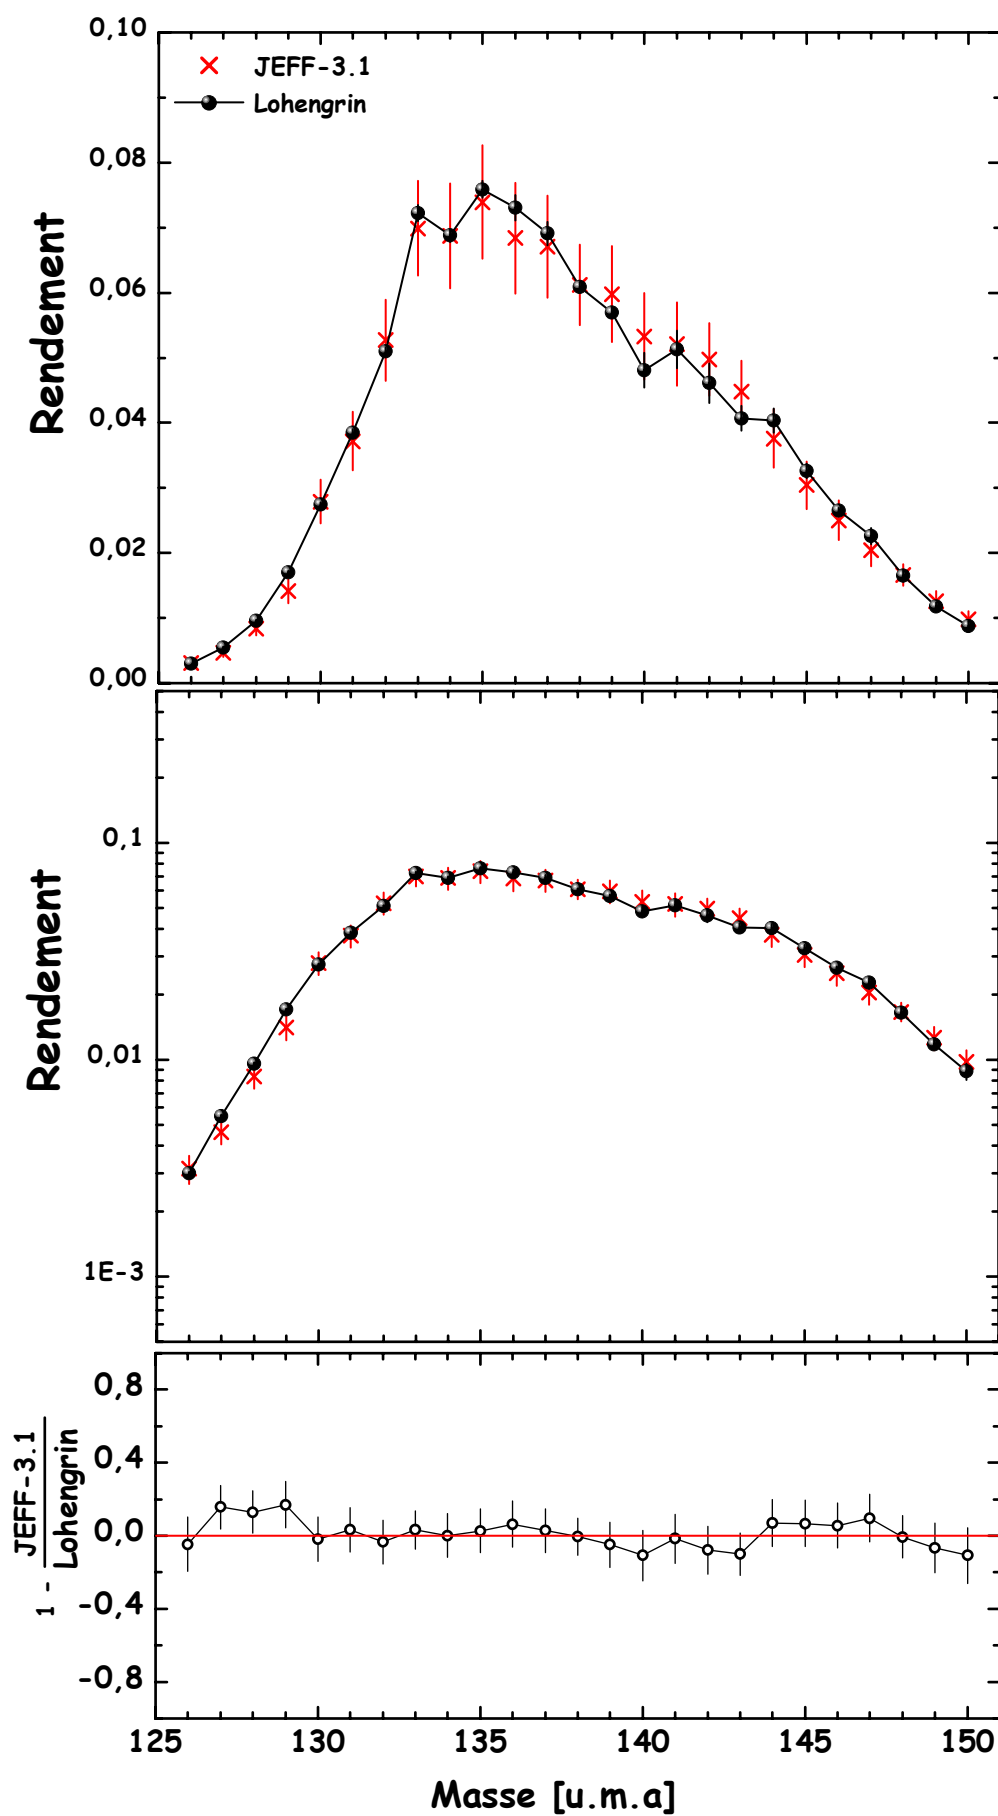 0,10
JEFF-3.1
Lohengrin
0,08
0,06
0,04
0,02
0,00
Rendement
0,1
0,01
1E-3
Rendement
0,8
0,4
0,0
-0,4
-0,8
1 - JEFF-3.1
Lohengrin
125 130 135 140 145 150
Masse [u.m.a]